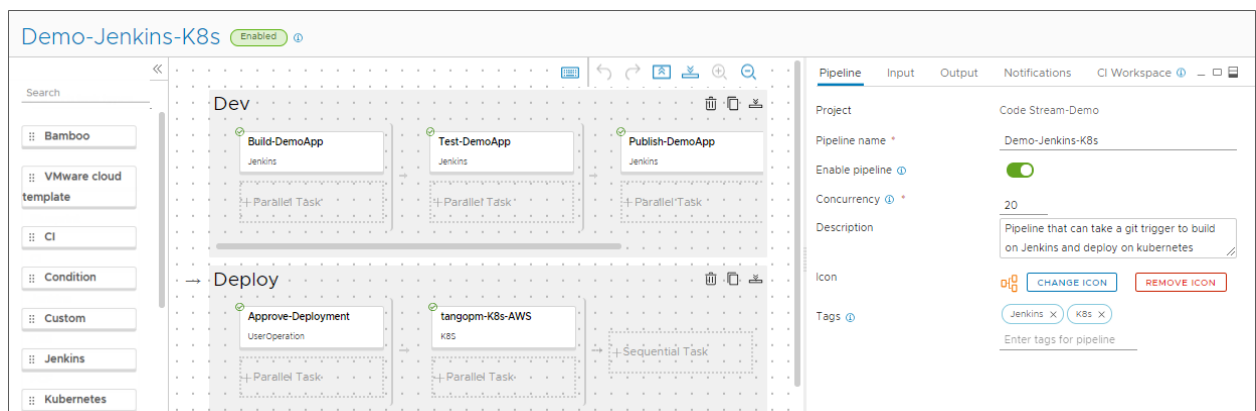 Demo-Jenkins-K8s Enabled
Search
Bamboo
VMware cloud
template
CI
Condition
Custom
Jenkins
Kubernetes
Dev
Build-DemoApp
Jenkins
+ Parallel Task
Test-DemoApp
Jenkins
+ Parallel Task
Publish-DemoApp
Jenkins
+ Parallel Task
Deploy
Approve-Deployment
UserOperation
+ Parallel Task
tangopm-K8s-AWS
K8S
+ Parallel Task
+ Sequential Task
Pipeline Input Output Notifications CI Workspace
Project Code Stream-Demo
Pipeline name * Demo-Jenkins-K8s
Enable pipeline
Concurrency * 20
Description Pipeline that can take a git trigger to build
on Jenkins and deploy on kubernetes
Icon CHANGE ICON REMOVE ICON
Tags Jenkins X K8s X
Enter tags for pipeline